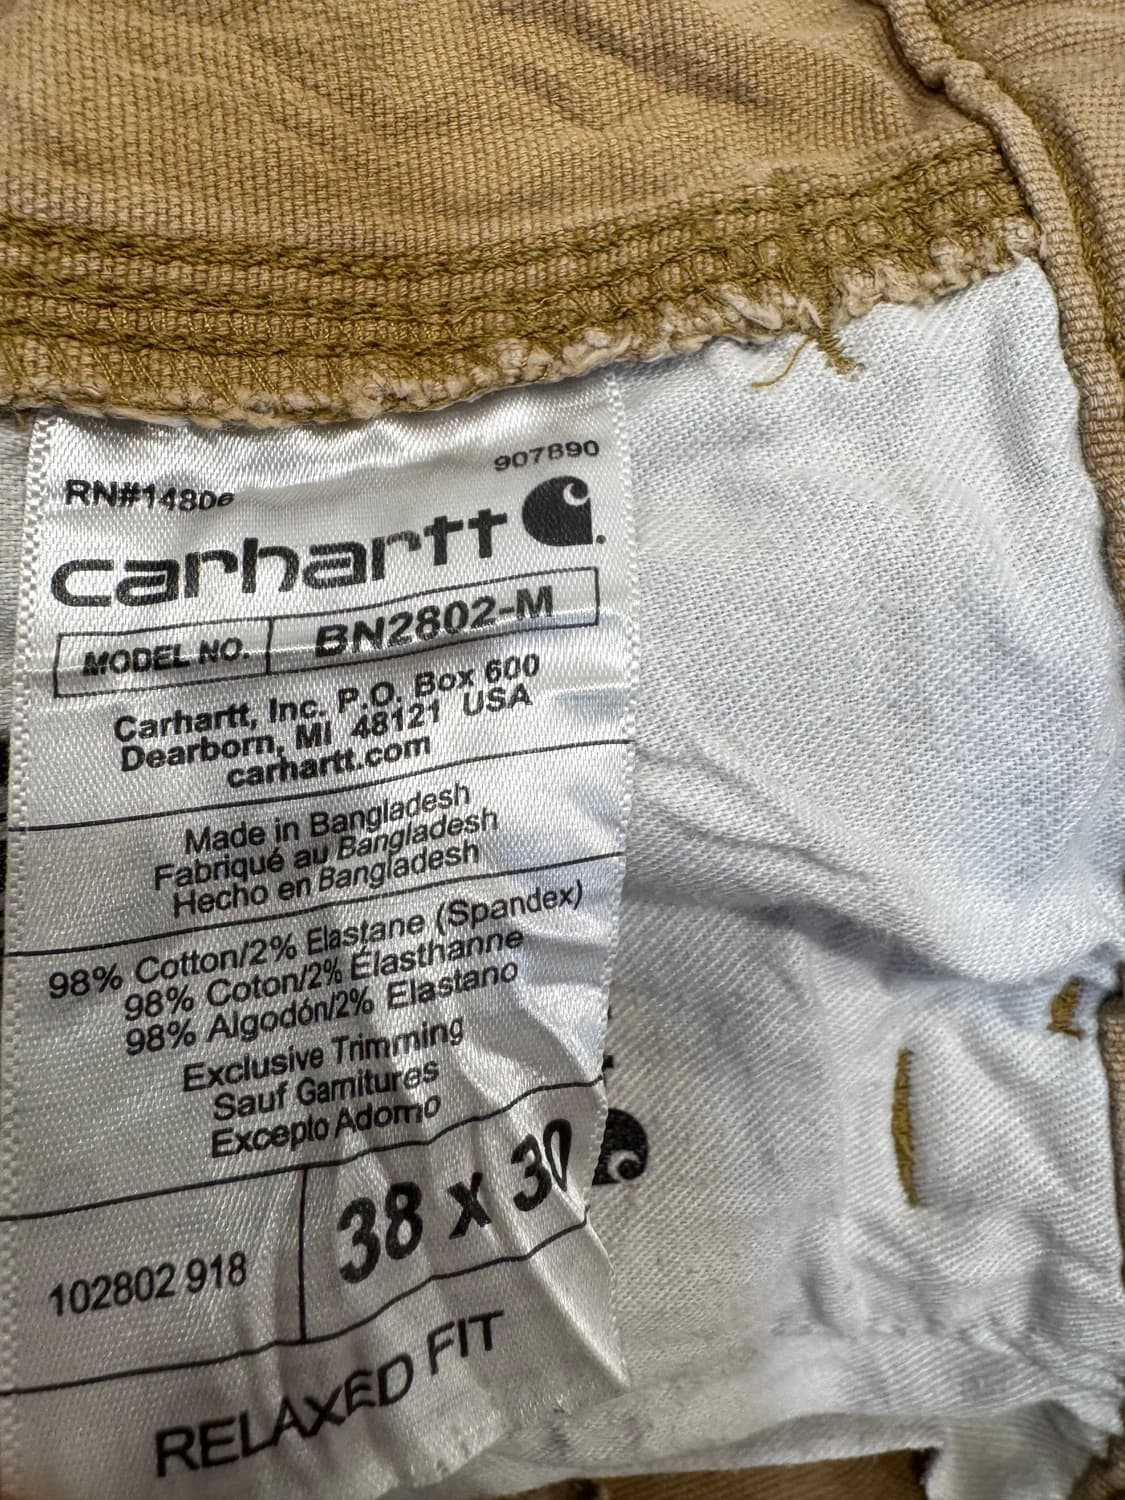 907890
RN#14806
carhartt
MODEL NO. BN2802-M
Carhartt, Inc. P.O. Box 600
Dearborn, MI 48121 USA
carhartt.com
Made in Bangladesh
Fabriqué au Bangladesh
Hecho en Bangladesh
98% Cotton/2% Elastane (Spandex)
98% Coton/2% Élasthanne
98% Algodón/2% Elastano
Exclusive Trimming
Sauf Garnitures
Excepto Adorno
102802 918 38 x 30
RELAXED FIT